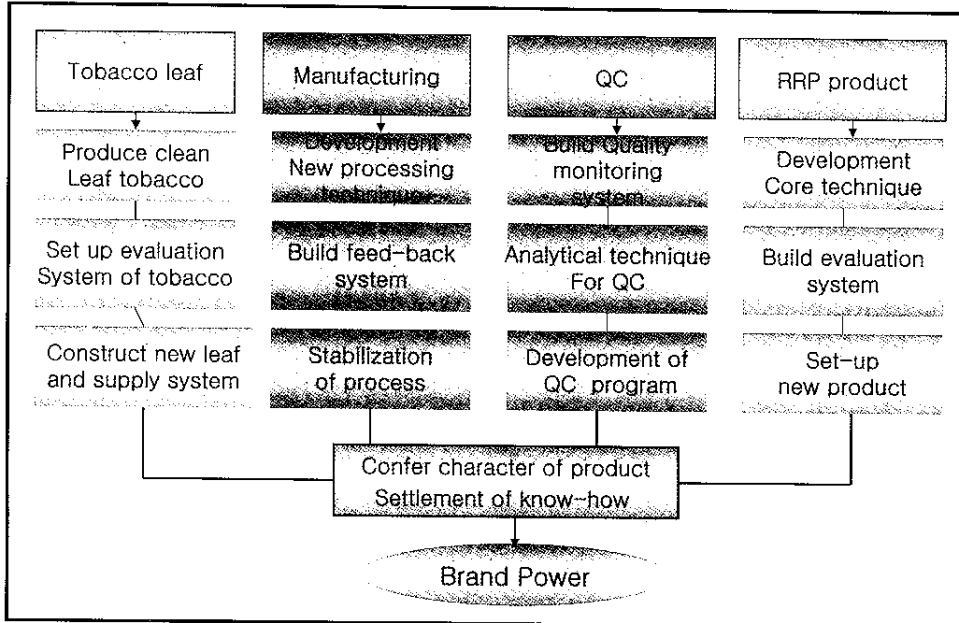 Tobacco leaf
Produce clean
Leaf tobacco
Set up evaluation
System of tobacco
Construct new leaf
and supply system
Manufacturing
Development
New processing
technique
Build feed-back
system
Stabilization
of process
QC
Build Quality
monitoring
system
Analytical technique
For QC
Development of
QC program
RRP product
Development
Core technique
Build evaluation
system
Set-up
new product
Confer character of product
Settlement of know-how
Brand Power